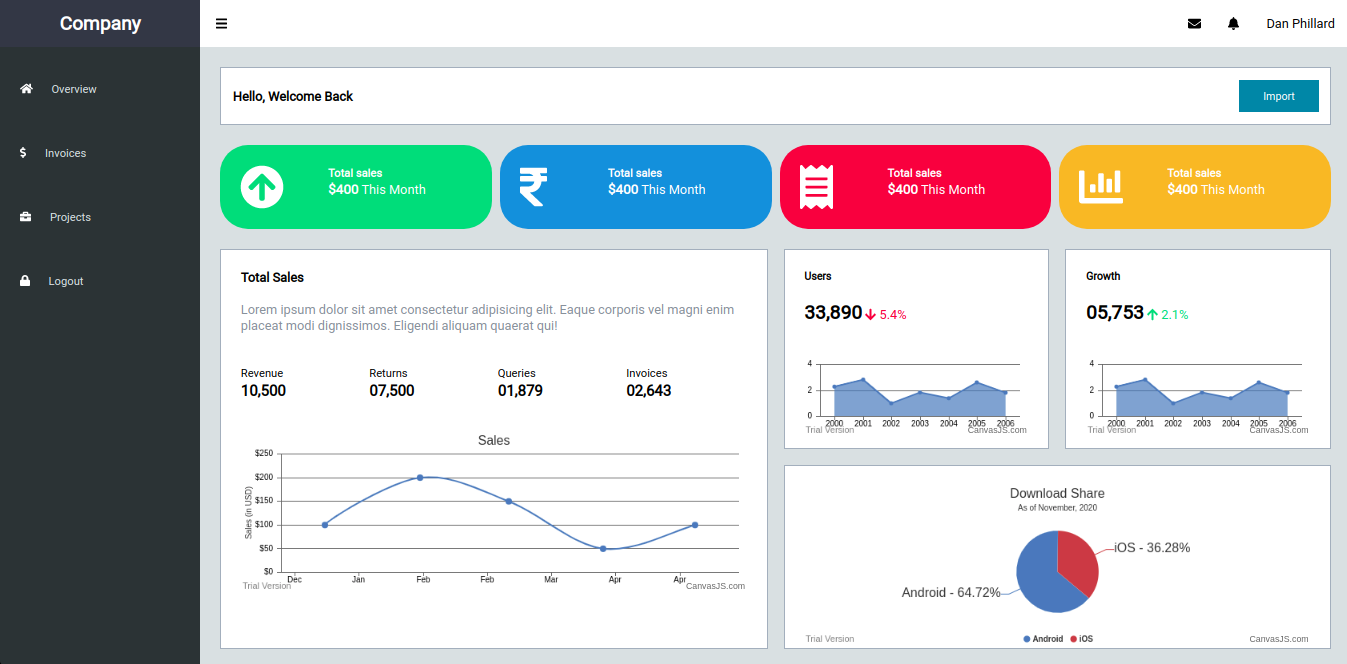 Company
Dan Phillard
Overview
Invoices
Projects
Logout
Hello, Welcome Back
Import
Total sales
$400 This Month
Total sales
$400 This Month
Total sales
$400 This Month
Total sales
$400 This Month
Total Sales
Lorem ipsum dolor sit amet consectetur adipisicing elit. Eaque corporis vel magni enim
placeat modi dignissimos. Eligendi aliquam quaerat qui!
Revenue
10,500
Returns
07,500
Queries
01,879
Invoices
02,643
Sales
Sales (in USD)
$250
$200
$150
$100
$50
$0
Dec Jan Feb Feb Mar Apr Apr
Trial Version
CanvasJS.com
Users
33,890 5.4%
4
2
0
2000 2001 2002 2003 2004 2005 2006
Trial Version
CanvasJS.com
Growth
05,753 2.1%
4
2
0
2000 2001 2002 2003 2004 2005 2006
Trial Version
CanvasJS.com
Download Share
As of November, 2020
iOS - 36.28%
Android - 64.72%
Android iOS
Trial Version
CanvasJS.com